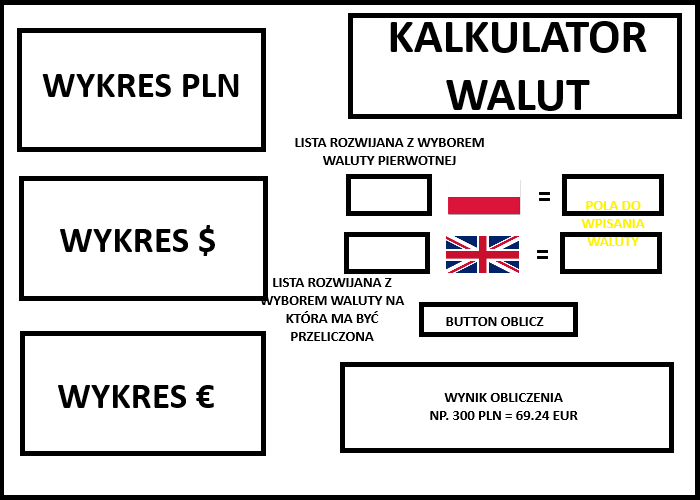 WYKRES PLN
KALKULATOR
WALUT
LISTA ROZWIJANA Z WYBOREM
WALUTY PIERWOTNEJ
=
POLA DO
WPISANIA
WALUTY
WYKRES $
=
LISTA ROZWIJANA Z
WYBOREM WALUTY NA
KTÓRA MA BYĆ
PRZELICZONA
BUTTON OBLICZ
WYKRES €
WYNIK OBLICZENIA
NP. 300 PLN = 69.24 EUR